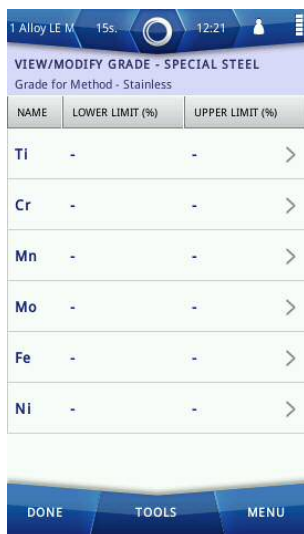 1 Alloy LE M 15s. 12:21
VIEW/MODIFY GRADE - SPECIAL STEEL
Grade for Method - Stainless
NAME LOWER LIMIT (%) UPPER LIMIT (%)
Ti - -
Cr - -
Mn - -
Mo - -
Fe - -
Ni - -
DONE TOOLS MENU